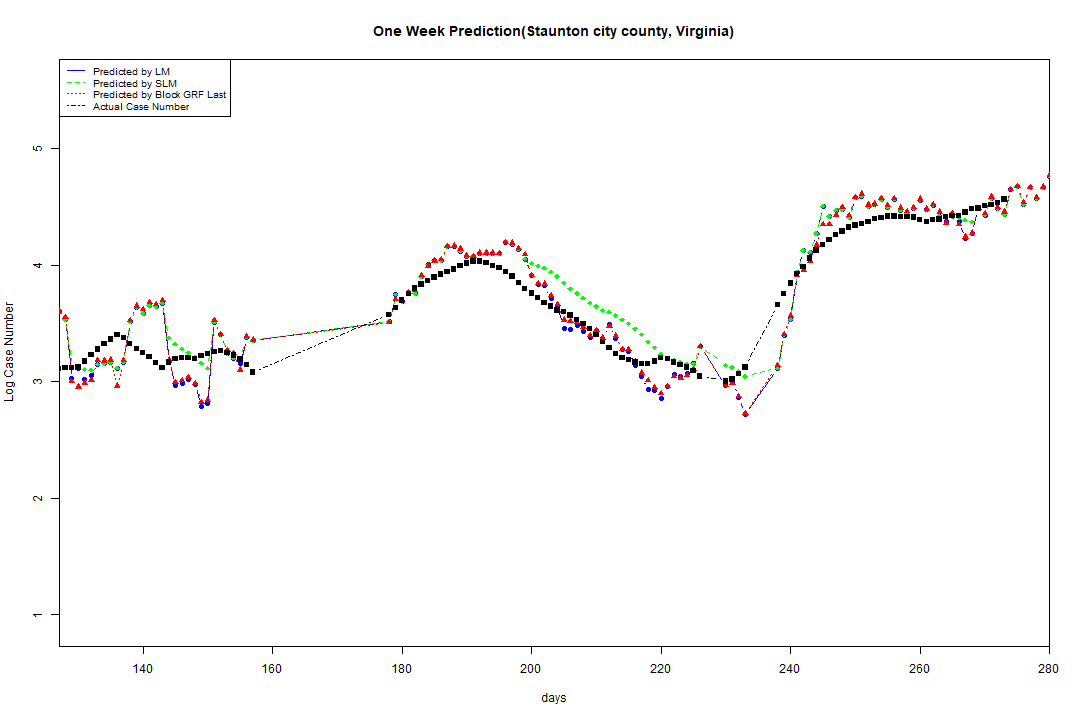 One Week Prediction(Staunton city county, Virginia)
Predicted by LM
Predicted by SLM
Predicted by Block GRF Last
Actual Case Number
Log Case Number
5
4
3
2
1
140 160 180 200 220 240 260 280
days